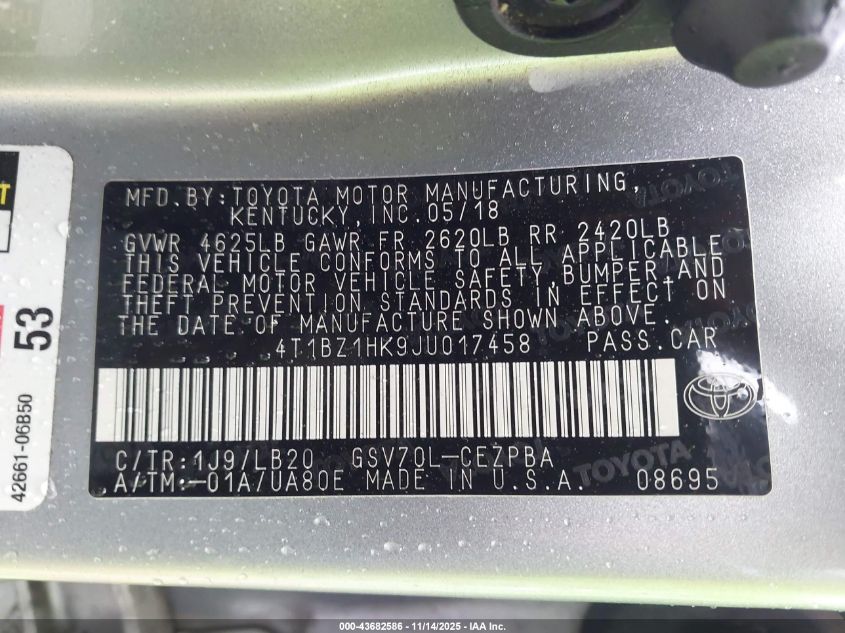 MFD.BY:TOYOTA MOTOR MANUFACTURING,
KENTUCKY, INC.05/18
GVWR 4625LB GAWR FR 2620LB RR 2420LB
THIS VEHICLE CONFORMS TO ALL APPLICABLE
FEDERAL MOTOR VEHICLE SAFETY,BUMPER,AND
THEFT PREVENTION STANDARDS IN EFFECT ON
THE DATE OF MANUFACTURE SHOWN ABOVE.
4T1BZ1HK9JU017458 PASS.CAR
C/TR:1J9/LB20 GSV70L-CEZPBA
A/TM:-01A/UA80E MADE IN U.S.A. 08695
TOYOTA
53
42661-06B50
000-43682586 - 11/14/2025 - IAA Inc.